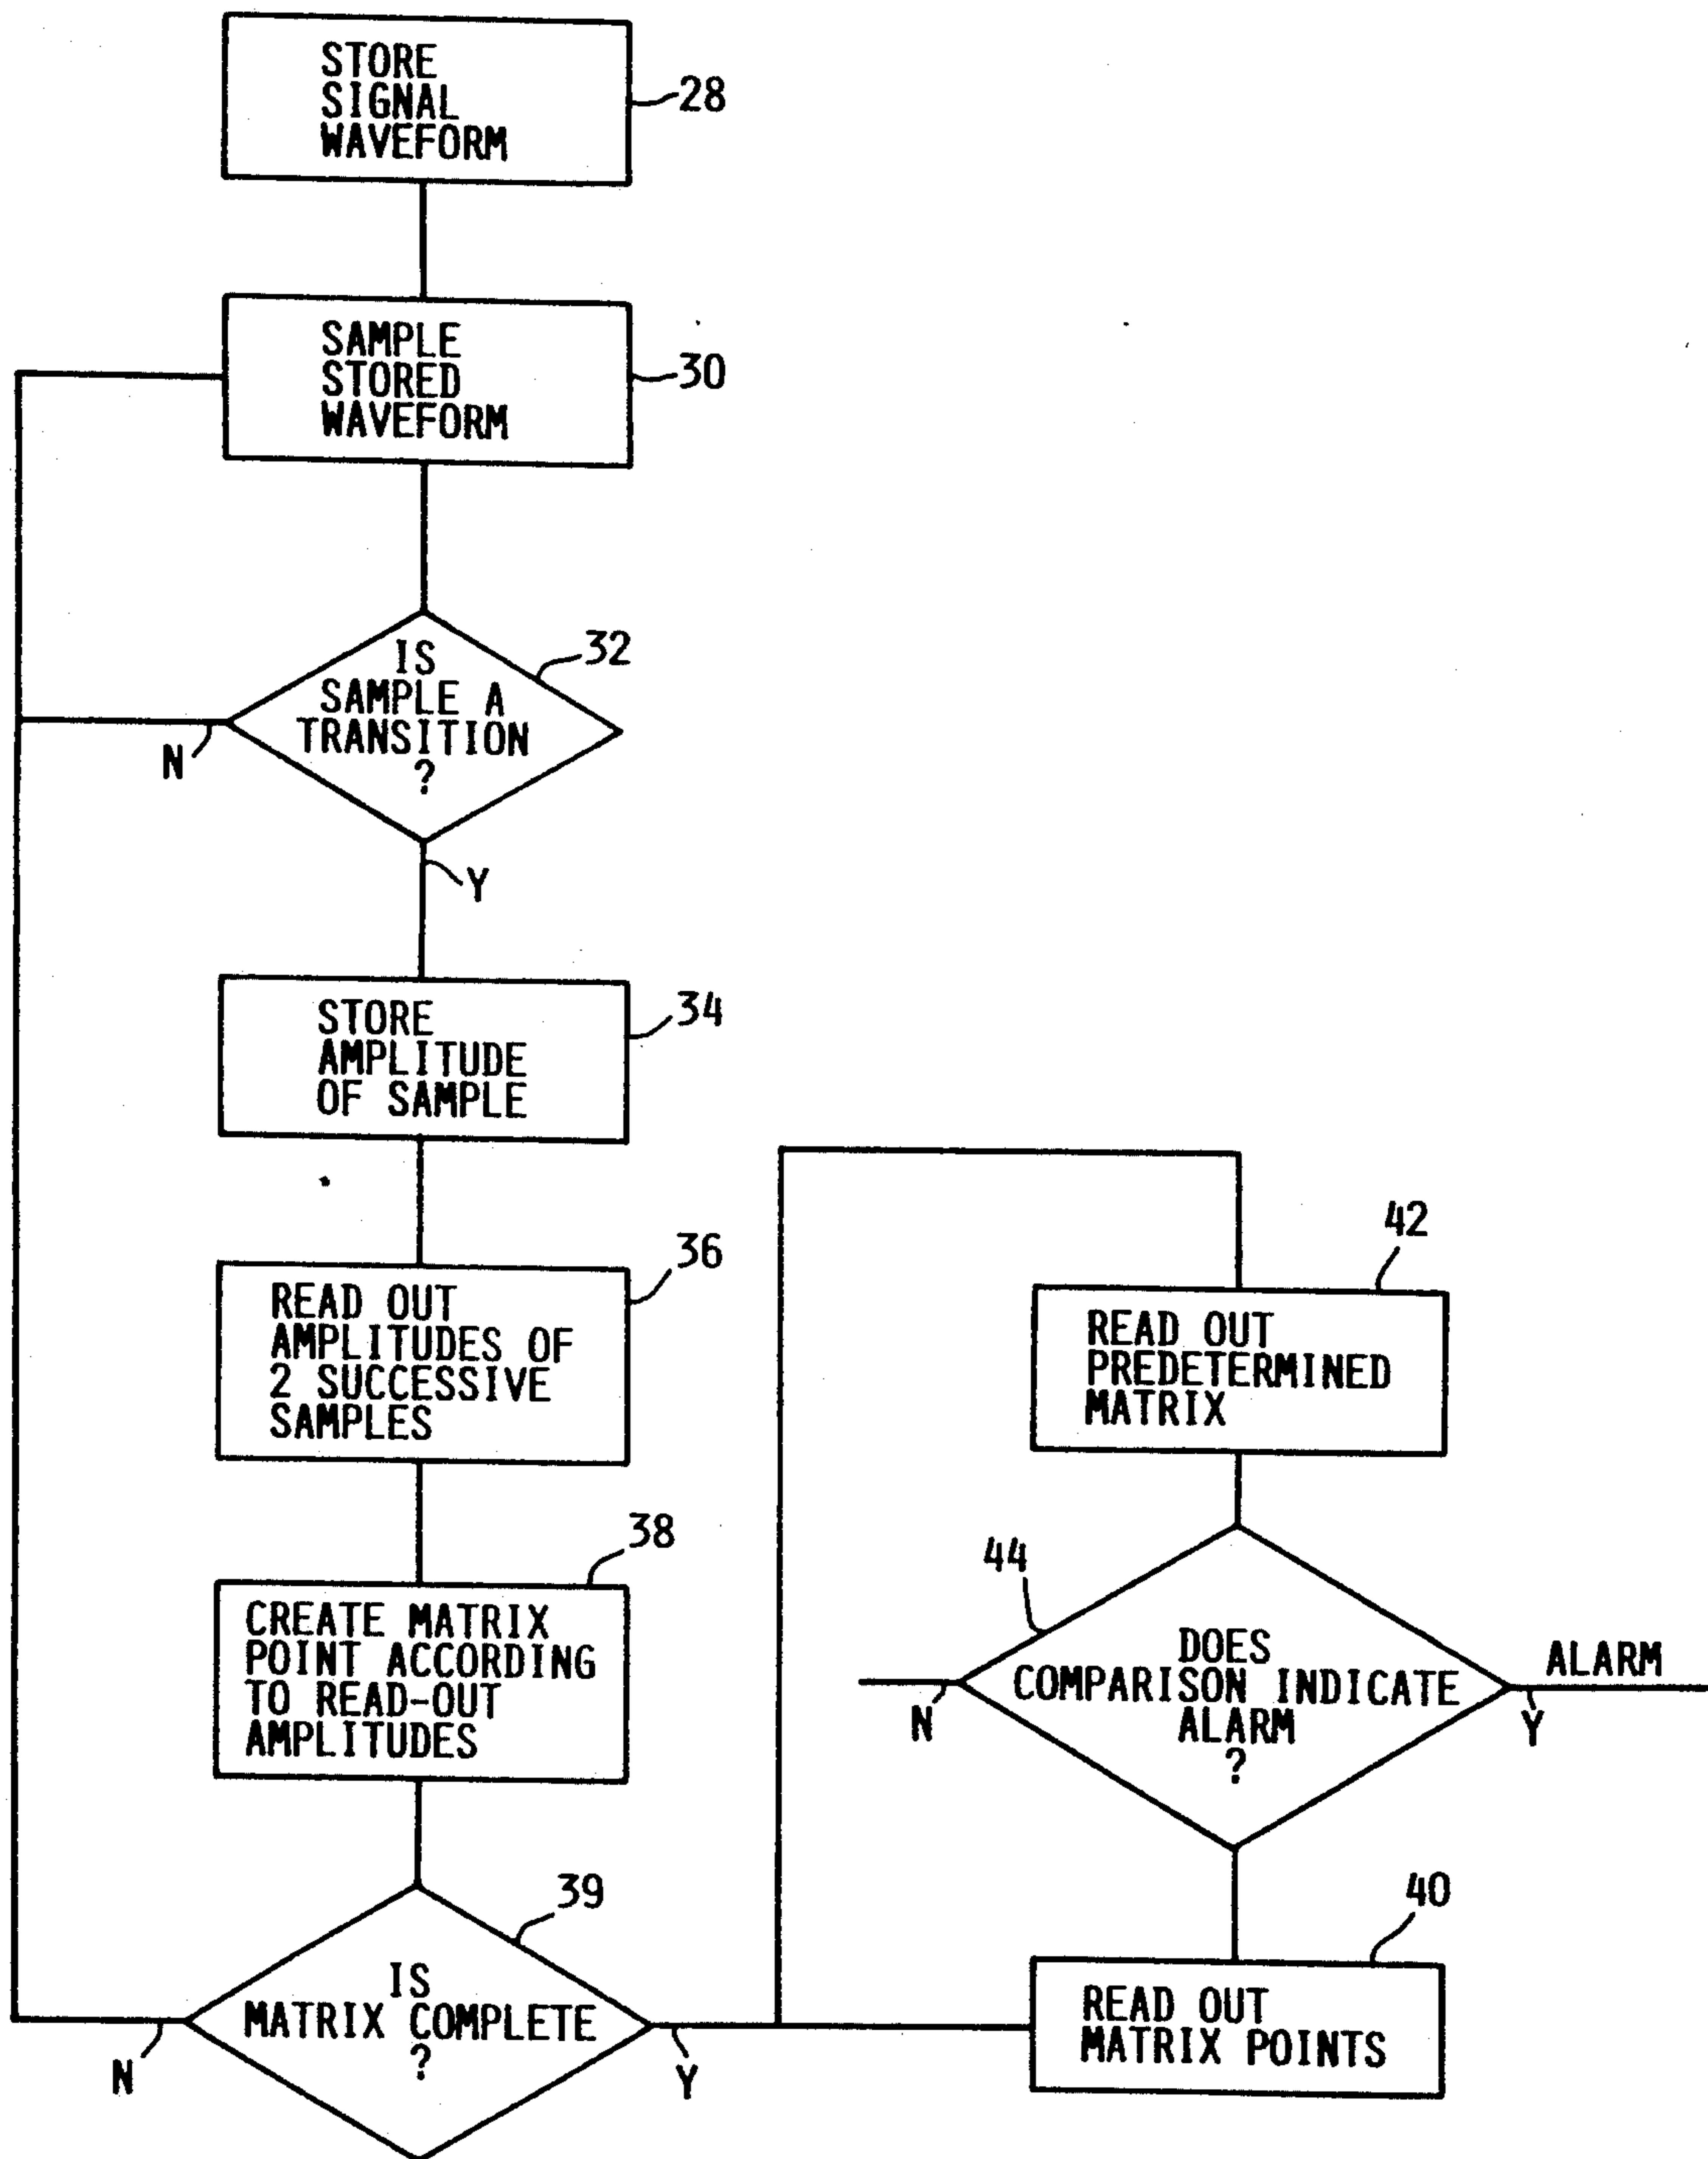 STORE
SIGNAL
WAVEFORM
28
SAMPLE
STORED
WAVEFORM
30
IS
SAMPLE A
TRANSITION
?
32
N
Y
STORE
AMPLITUDE
OF SAMPLE
34
READ OUT
AMPLITUDES OF
2 SUCCESSIVE
SAMPLES
36
CREATE MATRIX
POINT ACCORDING
TO READ-OUT
AMPLITUDES
38
IS
MATRIX COMPLETE
?
39
N
Y
42
READ OUT
PREDETERMINED
MATRIX
44
DOES
COMPARISON INDICATE
ALARM
?
N
ALARM
Y
40
READ OUT
MATRIX POINTS